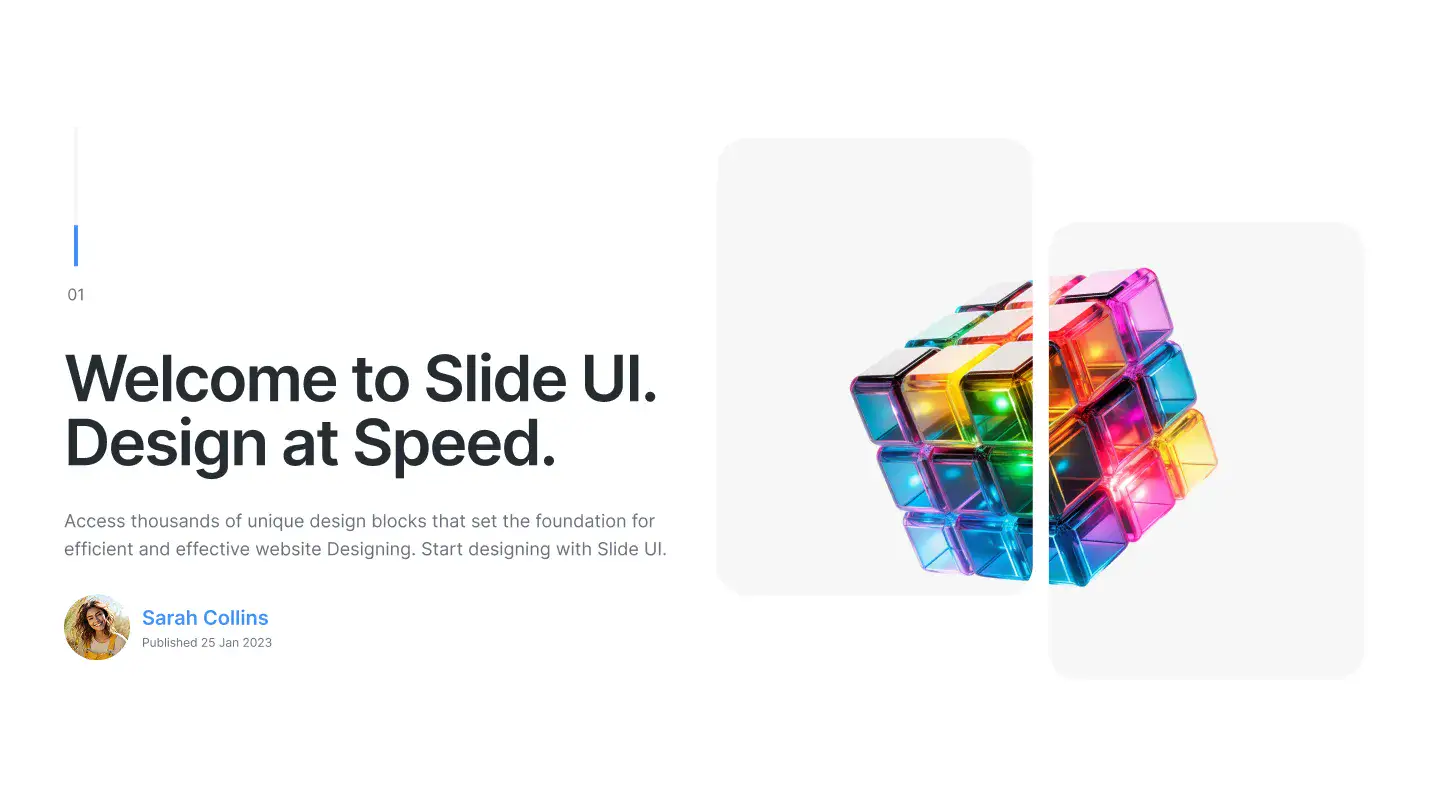 01
Welcome to Slide UI.
Design at Speed.
Access thousands of unique design blocks that set the foundation for
efficient and effective website Designing. Start designing with Slide UI.
Sarah Collins
Published 25 Jan 2023